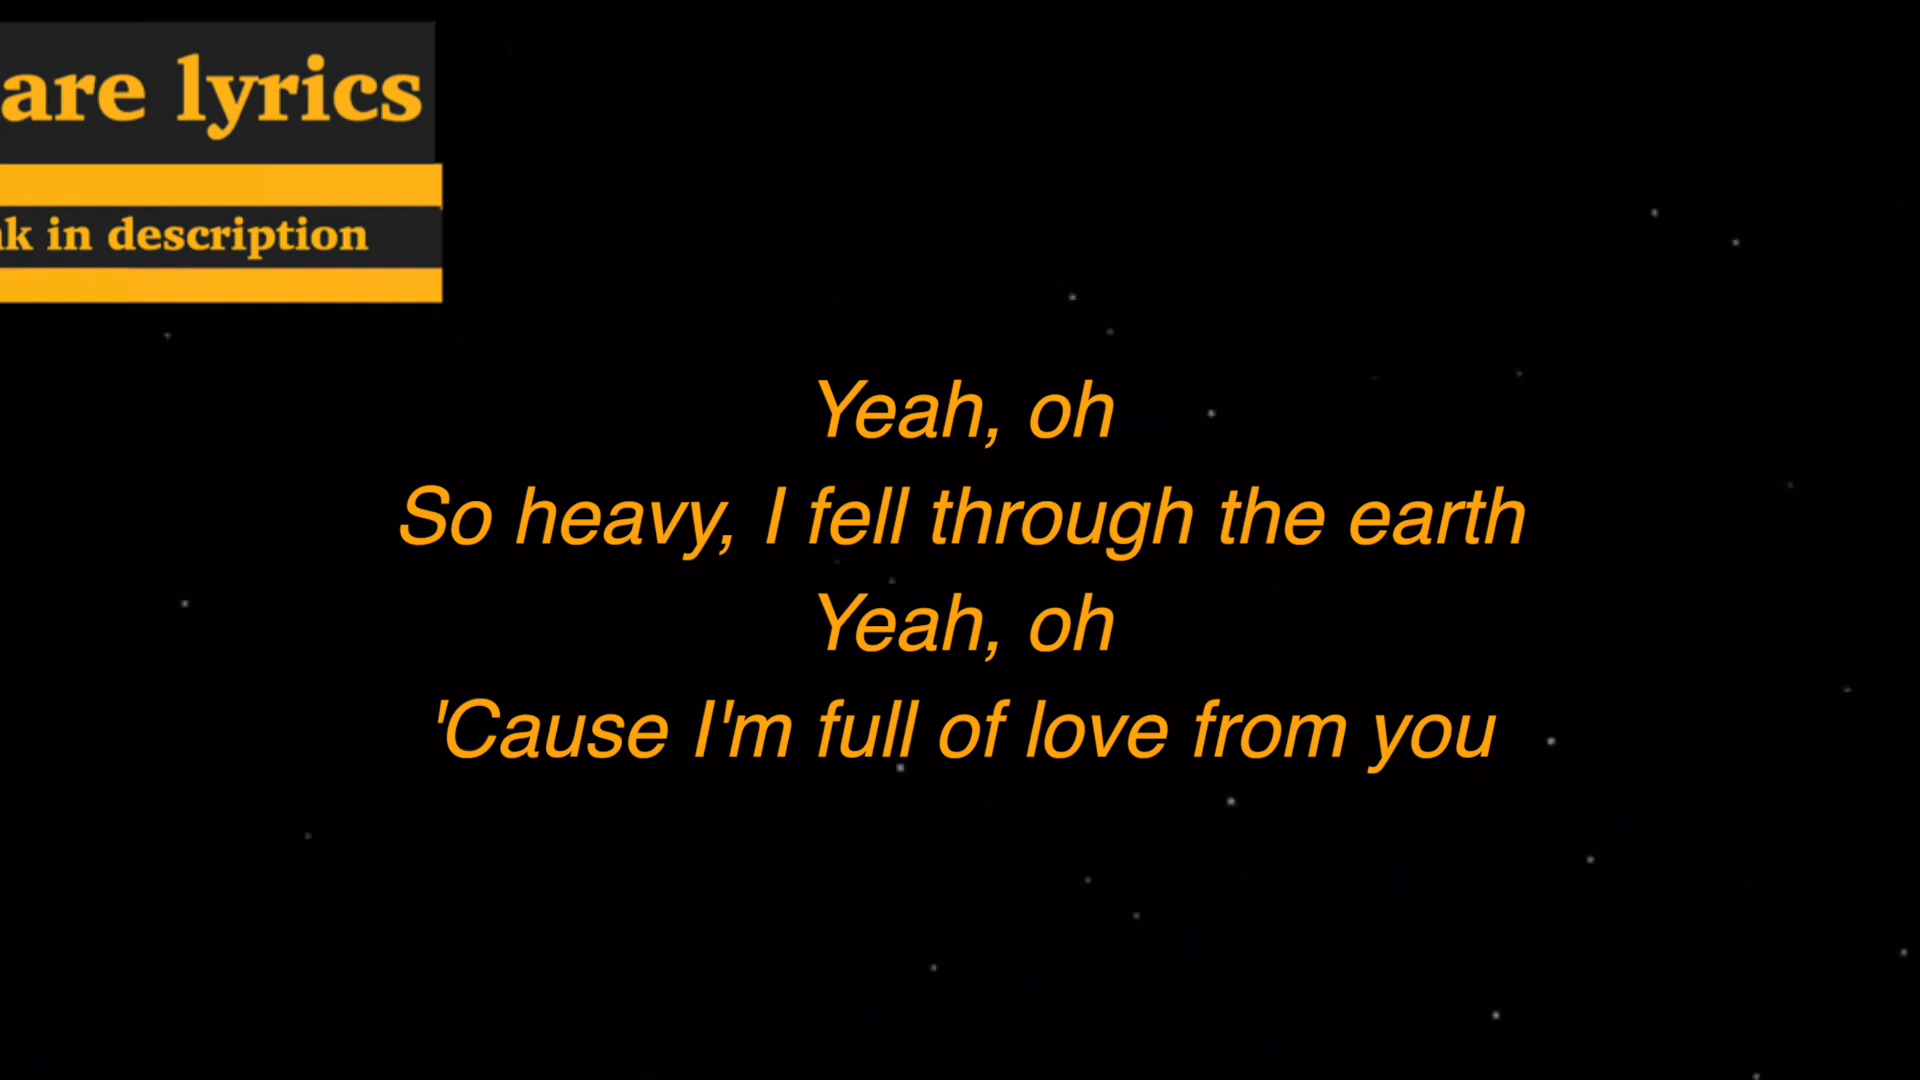 are lyrics
in description
Yeah, oh
So heavy, I fell through the earth
Yeah, oh
'Cause I'm full of love from you